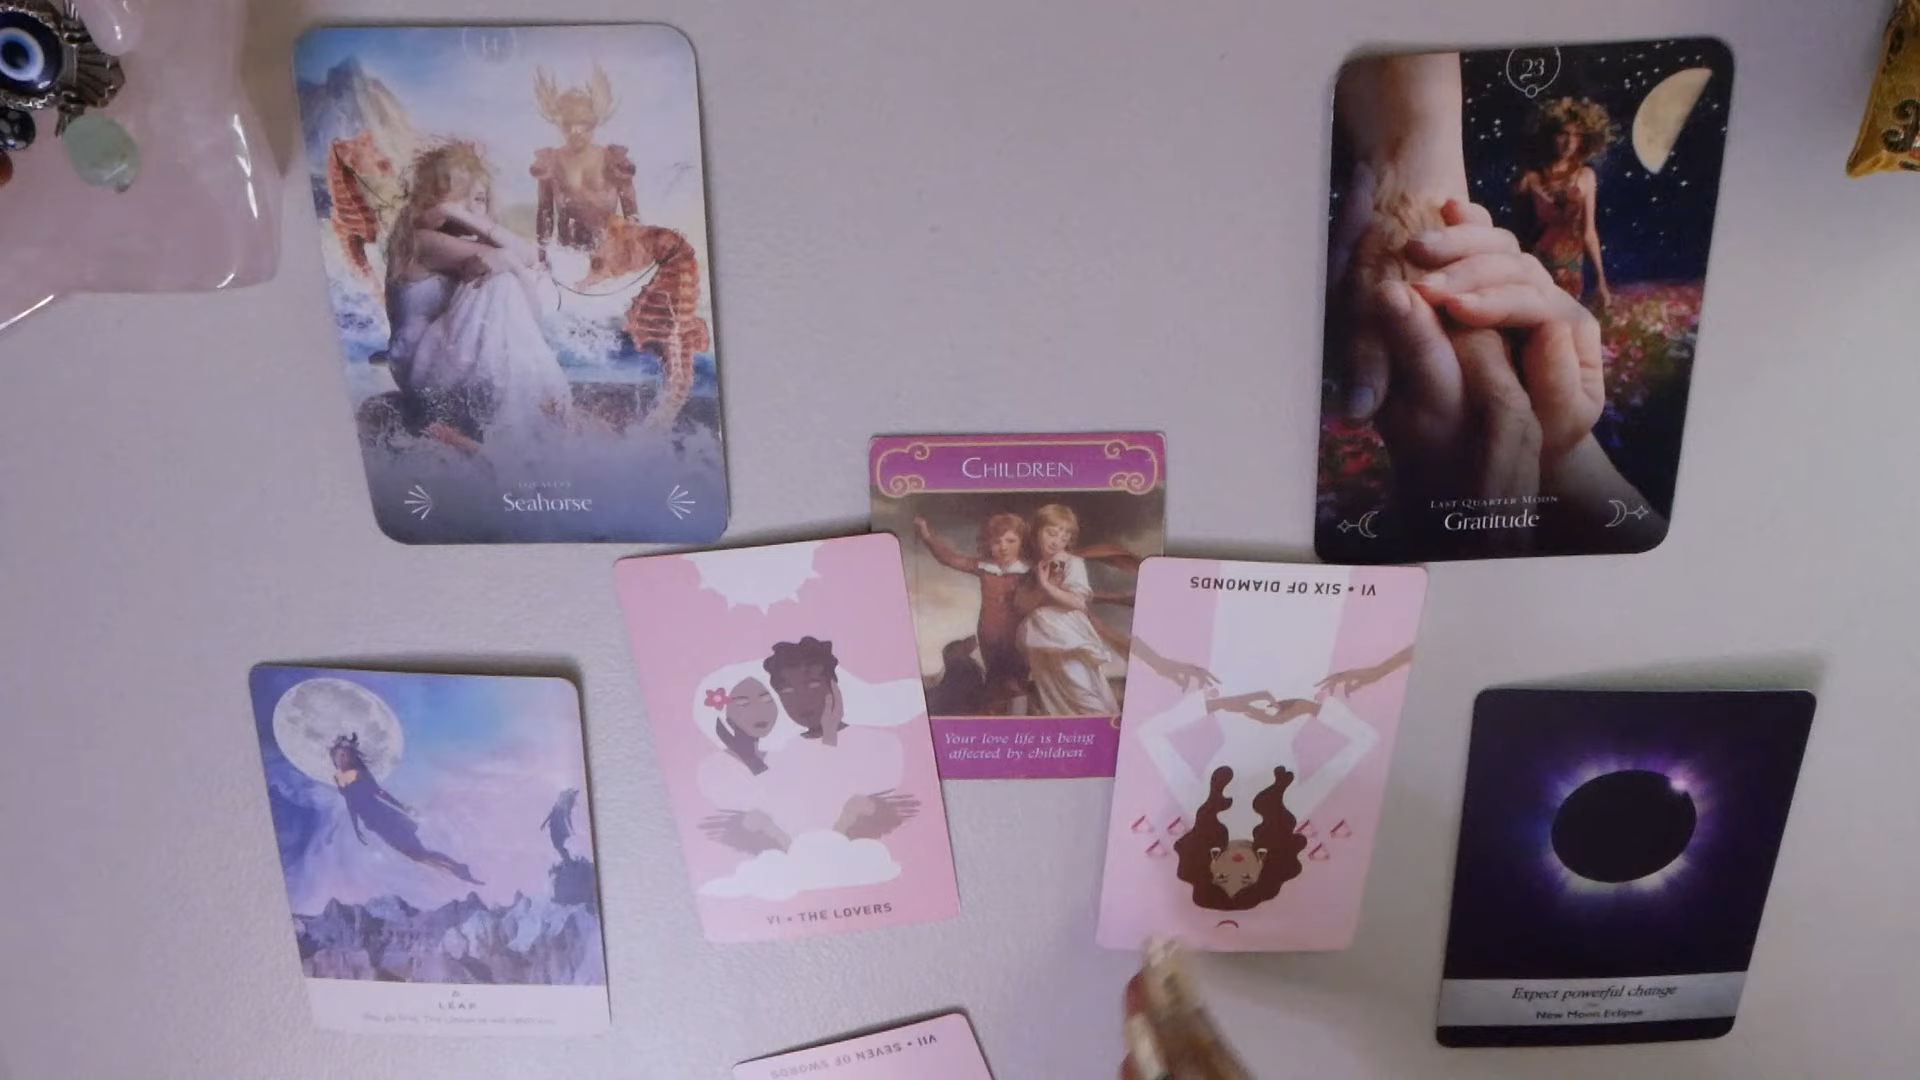 23
Seahorse
Last Quarter Moon
Gratitude
Children
Your love life is being
affected by children.
VI • SIX OF DIAMONDS
VI • THE LOVERS
LEAP
Expect powerful change
New Moon Eclipse
VII • SEVEN OF SWORDS